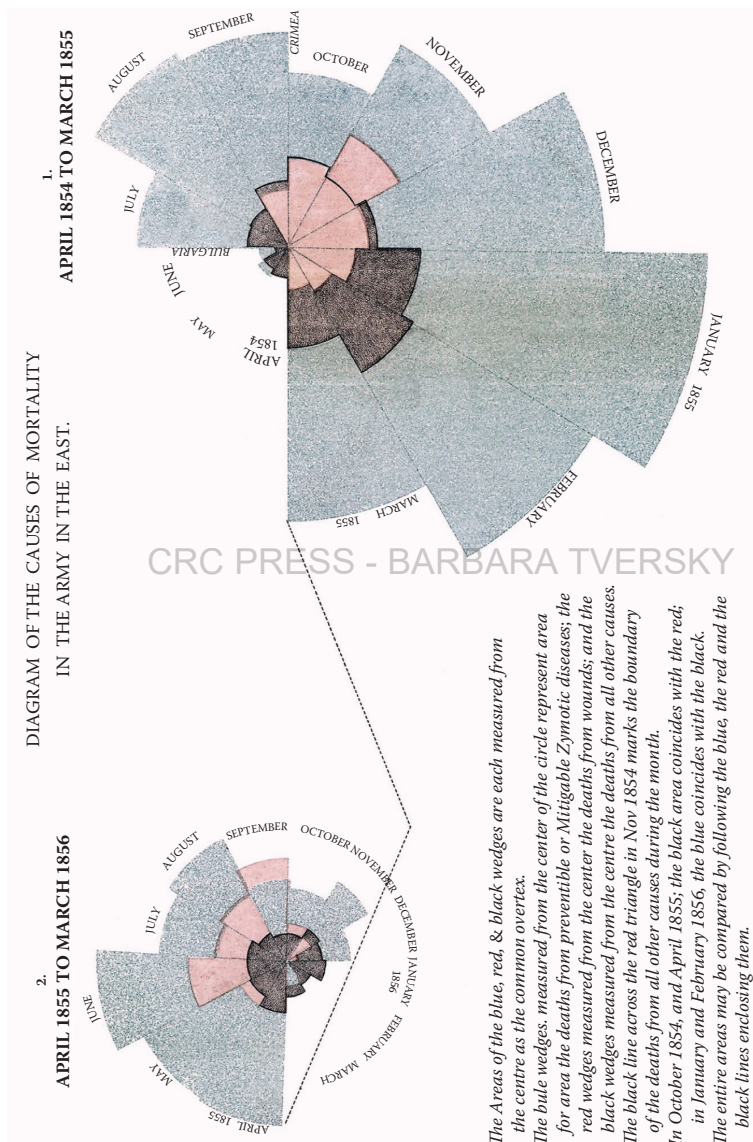 DIAGRAM OF THE CAUSES OF MORTALITY
IN THE ARMY IN THE EAST.
2.
APRIL 1855 TO MARCH 1856
1.
APRIL 1854 TO MARCH 1855
APRIL 1855
MAY
JUNE
JULY
AUGUST
SEPTEMBER
OCTOBER
NOVEMBER
DECEMBER
JANUARY
1856
FEBRUARY
MARCH
APRIL
1854
MAY
JUNE
BULGARIA
JULY
AUGUST
SEPTEMBER
CRIMEA
OCTOBER
NOVEMBER
DECEMBER
JANUARY 1855
FEBRUARY
MARCH
1855
The Areas of the blue, red, & black wedges are each measured from
the centre as the common overtex.
The bule wedges. measured from the center of the circle represent area
for area the deaths from preventible or Mitigable Zymotic diseases; the
red wedges measured from the center the deaths from wounds; and the
black wedges measured from the centre the deaths from all other causes.
The black line across the red triangle in Nov 1854 marks the boundary
of the deaths from all other causes during the month.
In October 1854, and April 1855; the black area coincides with the red;
in January and February 1856, the blue coincides with the black.
The entire areas may be compared by following the blue, the red and the
black lines enclosing them.
CRC PRESS - BARBARA TVERSKY